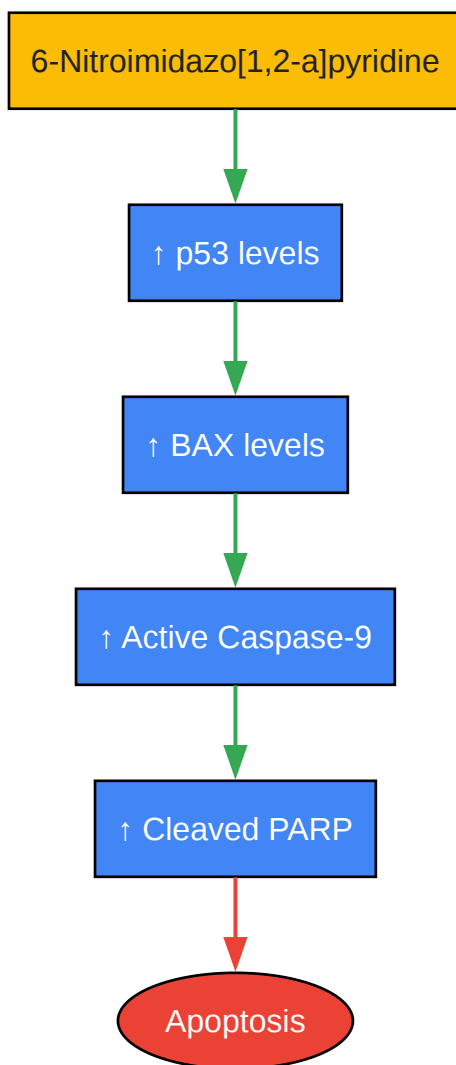 6-Nitroimidazo[1,2-a]pyridine
↑ p53 levels
↑ BAX levels
↑ Active Caspase-9
↑ Cleaved PARP
Apoptosis